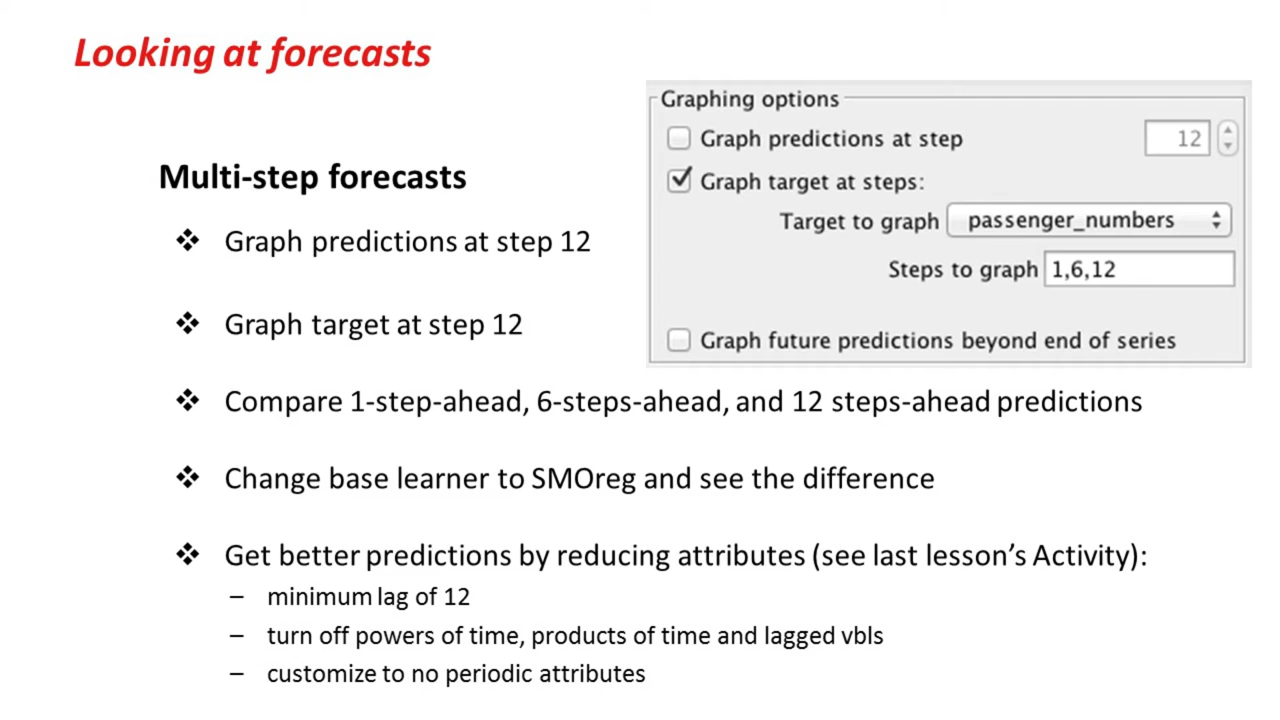 Looking at forecasts
Graphing options
Graph predictions at step 12
Graph target at steps:
Target to graph passenger_numbers
Steps to graph 1,6,12
Graph future predictions beyond end of series
Multi-step forecasts
❖ Graph predictions at step 12
❖ Graph target at step 12
❖ Compare 1-step-ahead, 6-steps-ahead, and 12 steps-ahead predictions
❖ Change base learner to SMOreg and see the difference
❖ Get better predictions by reducing attributes (see last lesson’s Activity):
– minimum lag of 12
– turn off powers of time, products of time and lagged vbls
– customize to no periodic attributes